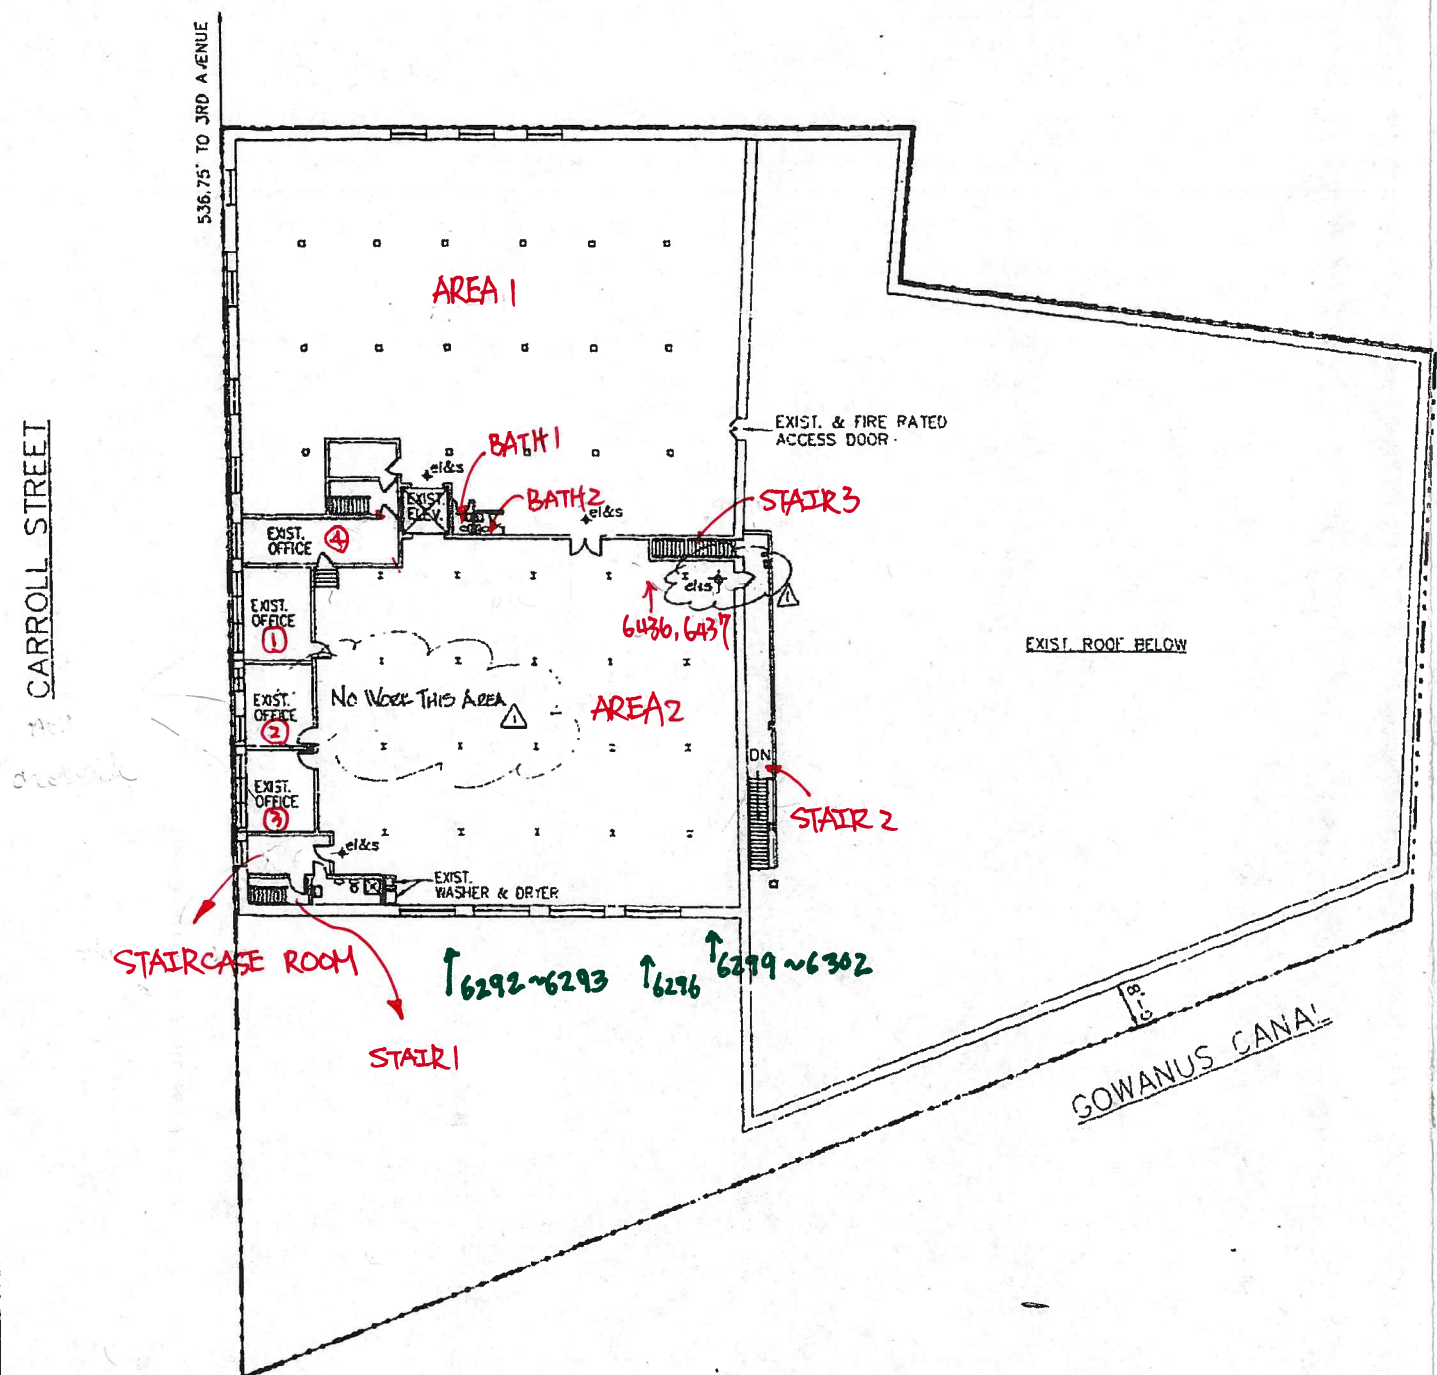 536.75' TO 3RD AVENUE
CARROLL STREET
AREA 1
EXIST. & FIRE RATED
ACCESS DOOR.
BATH 1
el&s
EXIST.
ELEV.
BATH 2
el&s
STAIR 3
EXIST.
OFFICE
4
el&s
1
EXIST.
OFFICE
1
6436, 6437
EXIST. ROOF BELOW
NO WORK THIS AREA
1
AREA 2
EXIST.
OFFICE
2
DN
EXIST.
OFFICE
3
STAIR 2
el&s
EXIST.
WASHER & DRYER
STAIRCASE ROOM
6292~6293
6296
6299~6302
STAIR 1
GOWANUS CANAL